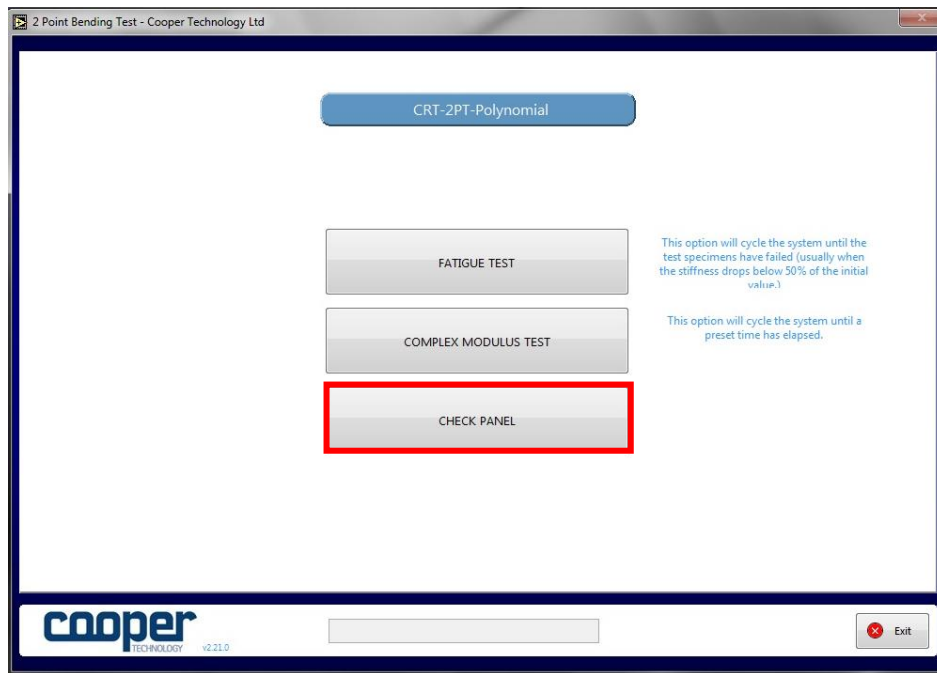 2 Point Bending Test - Cooper Technology Ltd
CRT-2PT-Polynomial
FATIGUE TEST
This option will cycle the system until the
test specimens have failed (usually when
the stiffness drops below 50% of the initial
value.)
COMPLEX MODULUS TEST
This option will cycle the system until a
preset time has elapsed.
CHECK PANEL
cooper
TECHNOLOGY
v2.21.0
Exit